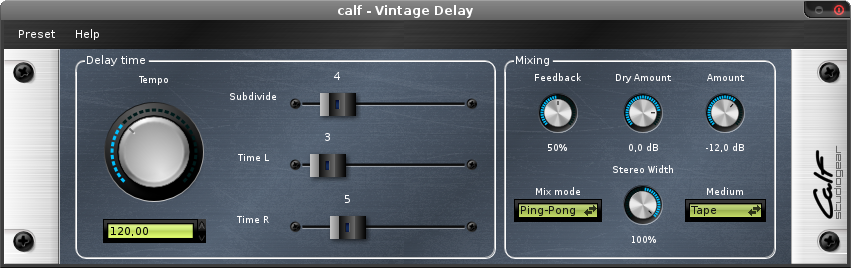 calf - Vintage Delay
Preset Help
Delay time
Tempo
120,00
Subdivide
4
Time L
3
Time R
5
Mixing
Feedback
50%
Dry Amount
0,0 dB
Amount
-12,0 dB
Mix mode
Ping-Pong
Stereo Width
100%
Medium
Tape
Calf
studiogear